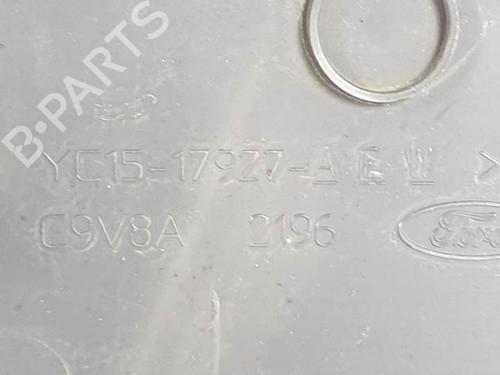 B-PARTS
YC15-17927-A E W >
C9V8A 2196 Ford